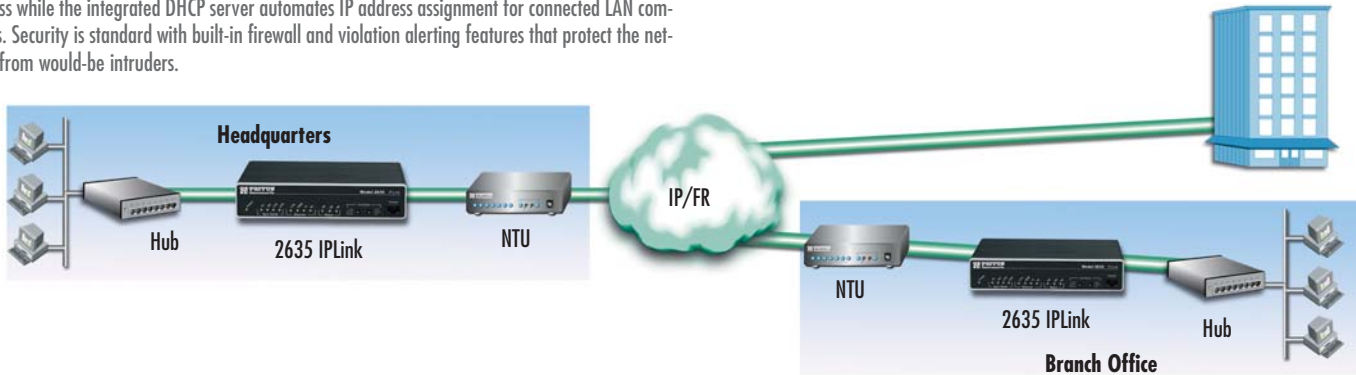 ss while the integrated DHCP server automates IP address assignment for connected LAN com-
s. Security is standard with built-in firewall and violation alerting features that protect the net-
from would-be intruders.
Headquarters
Hub
2635 IPLink
NTU
IP/FR
NTU
2635 IPLink
Hub
Branch Office